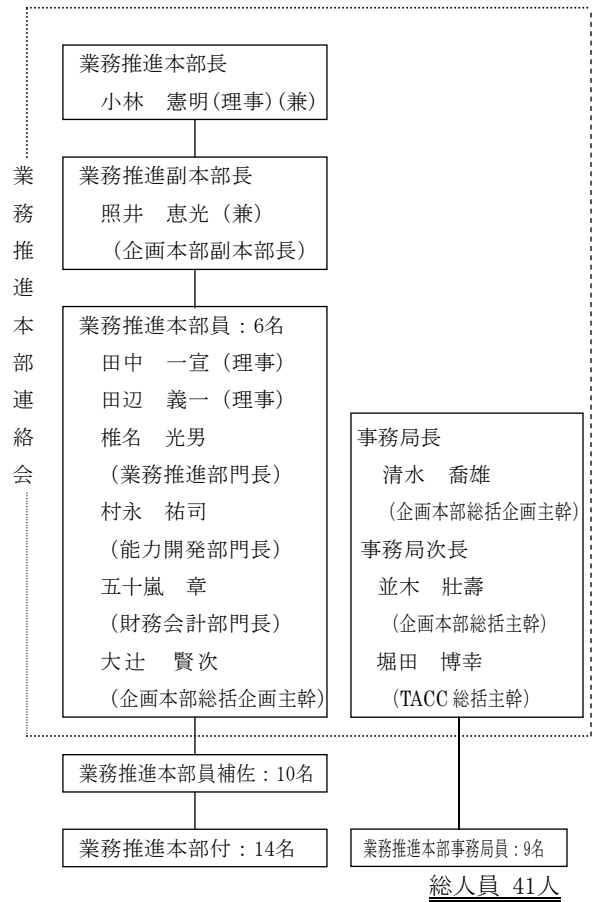 業務推進本部連絡会
業務推進本部長
小林　憲明(理事)(兼)
業務推進副本部長
照井　恵光（兼）
（企画本部副本部長）
業務推進本部員：6名
田中　一宣（理事）
田辺　義一（理事）
椎名　光男
（業務推進部門長）
村永　祐司
（能力開発部門長）
五十嵐　章
（財務会計部門長）
大辻　賢次
（企画本部総括企画主幹）
事務局長
清水　喬雄
（企画本部総括企画主幹）
事務局次長
並木　壯壽
（企画本部総括主幹）
堀田　博幸
（TACC 総括主幹）
業務推進本部員補佐：10名
業務推進本部付：14名
業務推進本部事務局員：9名
総人員 41人